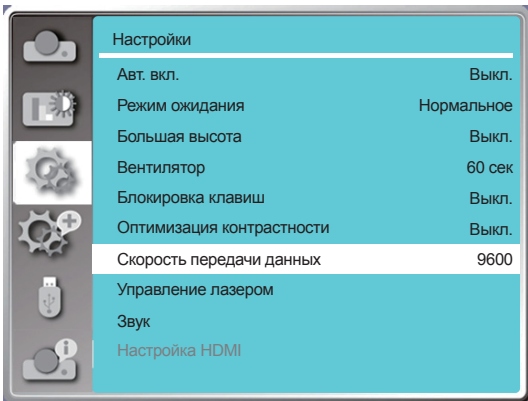 Настройки
Авт. вкл. Выкл.
Режим ожидания Нормальное
Большая высота Выкл.
Вентилятор 60 сек
Блокировка клавиш Выкл.
Оптимизация контрастности Выкл.
Скорость передачи данных 9600
Управление лазером
Звук
Настройка HDMI